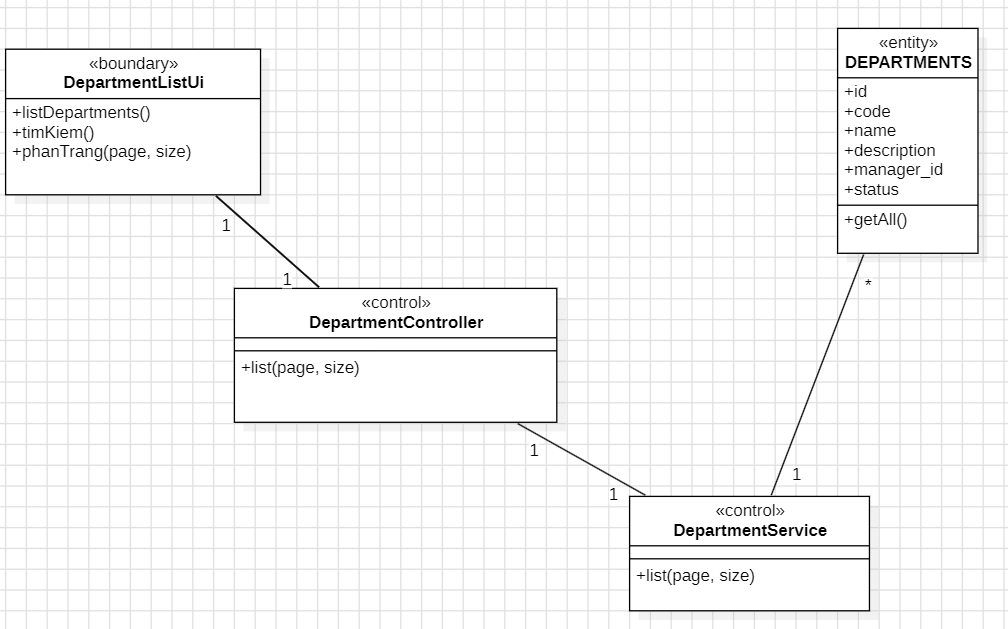 «boundary»
DepartmentListUi
+listDepartments()
+timKiem()
+phanTrang(page, size)
1
1
«control»
DepartmentController
+list(page, size)
1
1
«control»
DepartmentService
+list(page, size)
1
*
«entity»
DEPARTMENTS
+id
+code
+name
+description
+manager_id
+status
+getAll()